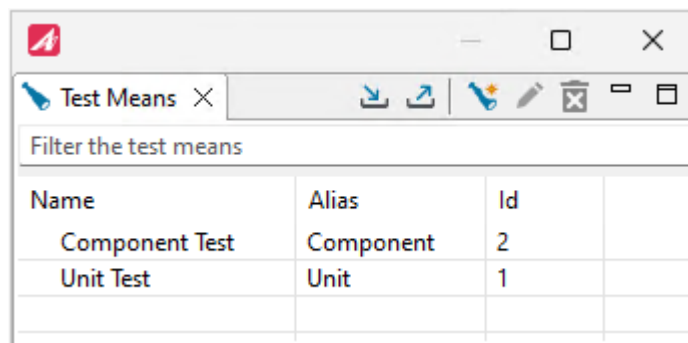 Test Means
Filter the test means
Name Alias Id
Component Test Component 2
Unit Test Unit 1